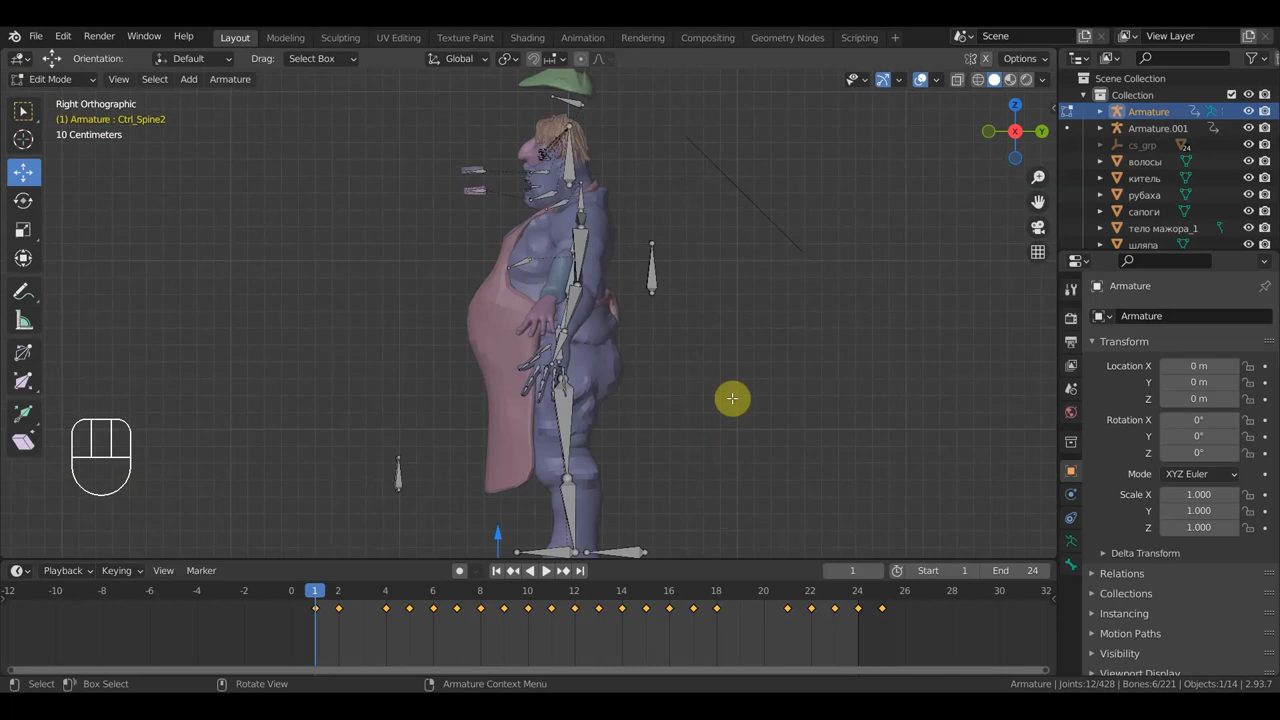 File Edit Render Window Help Layout Modeling Sculpting UV Editing Texture Paint Shading Animation Rendering Compositing Geometry Nodes Scripting + Scene View Layer
Orientation: Default Drag: Select Box Global Options
Edit Mode View Select Add Armature
Right Orthographic
(1) Armature : Ctrl_Spine2
10 Centimeters
Z
X
Y
Scene Collection
Collection
Armature
Armature.001
cs_grp 24
волосы
китель
рубаха
сапоги
тело мажора_1
шляпа
Armature
Armature
Transform
Location X 0 m
Y 0 m
Z 0 m
Rotation X 0°
Y 0°
Z 0°
Mode XYZ Euler
Scale X 1.000
Y 1.000
Z 1.000
Delta Transform
Relations
Collections
Instancing
Motion Paths
Visibility
Viewport Display
Playback Keying View Marker 1 Start 1 End 24
-12 -10 -8 -6 -4 -2 0 1 2 4 6 8 10 12 14 16 18 20 22 24 26 28 30 32
Select Box Select Rotate View Armature Context Menu Armature | Joints:12/428 | Bones:6/221 | Objects:1/14 | 2.93.7